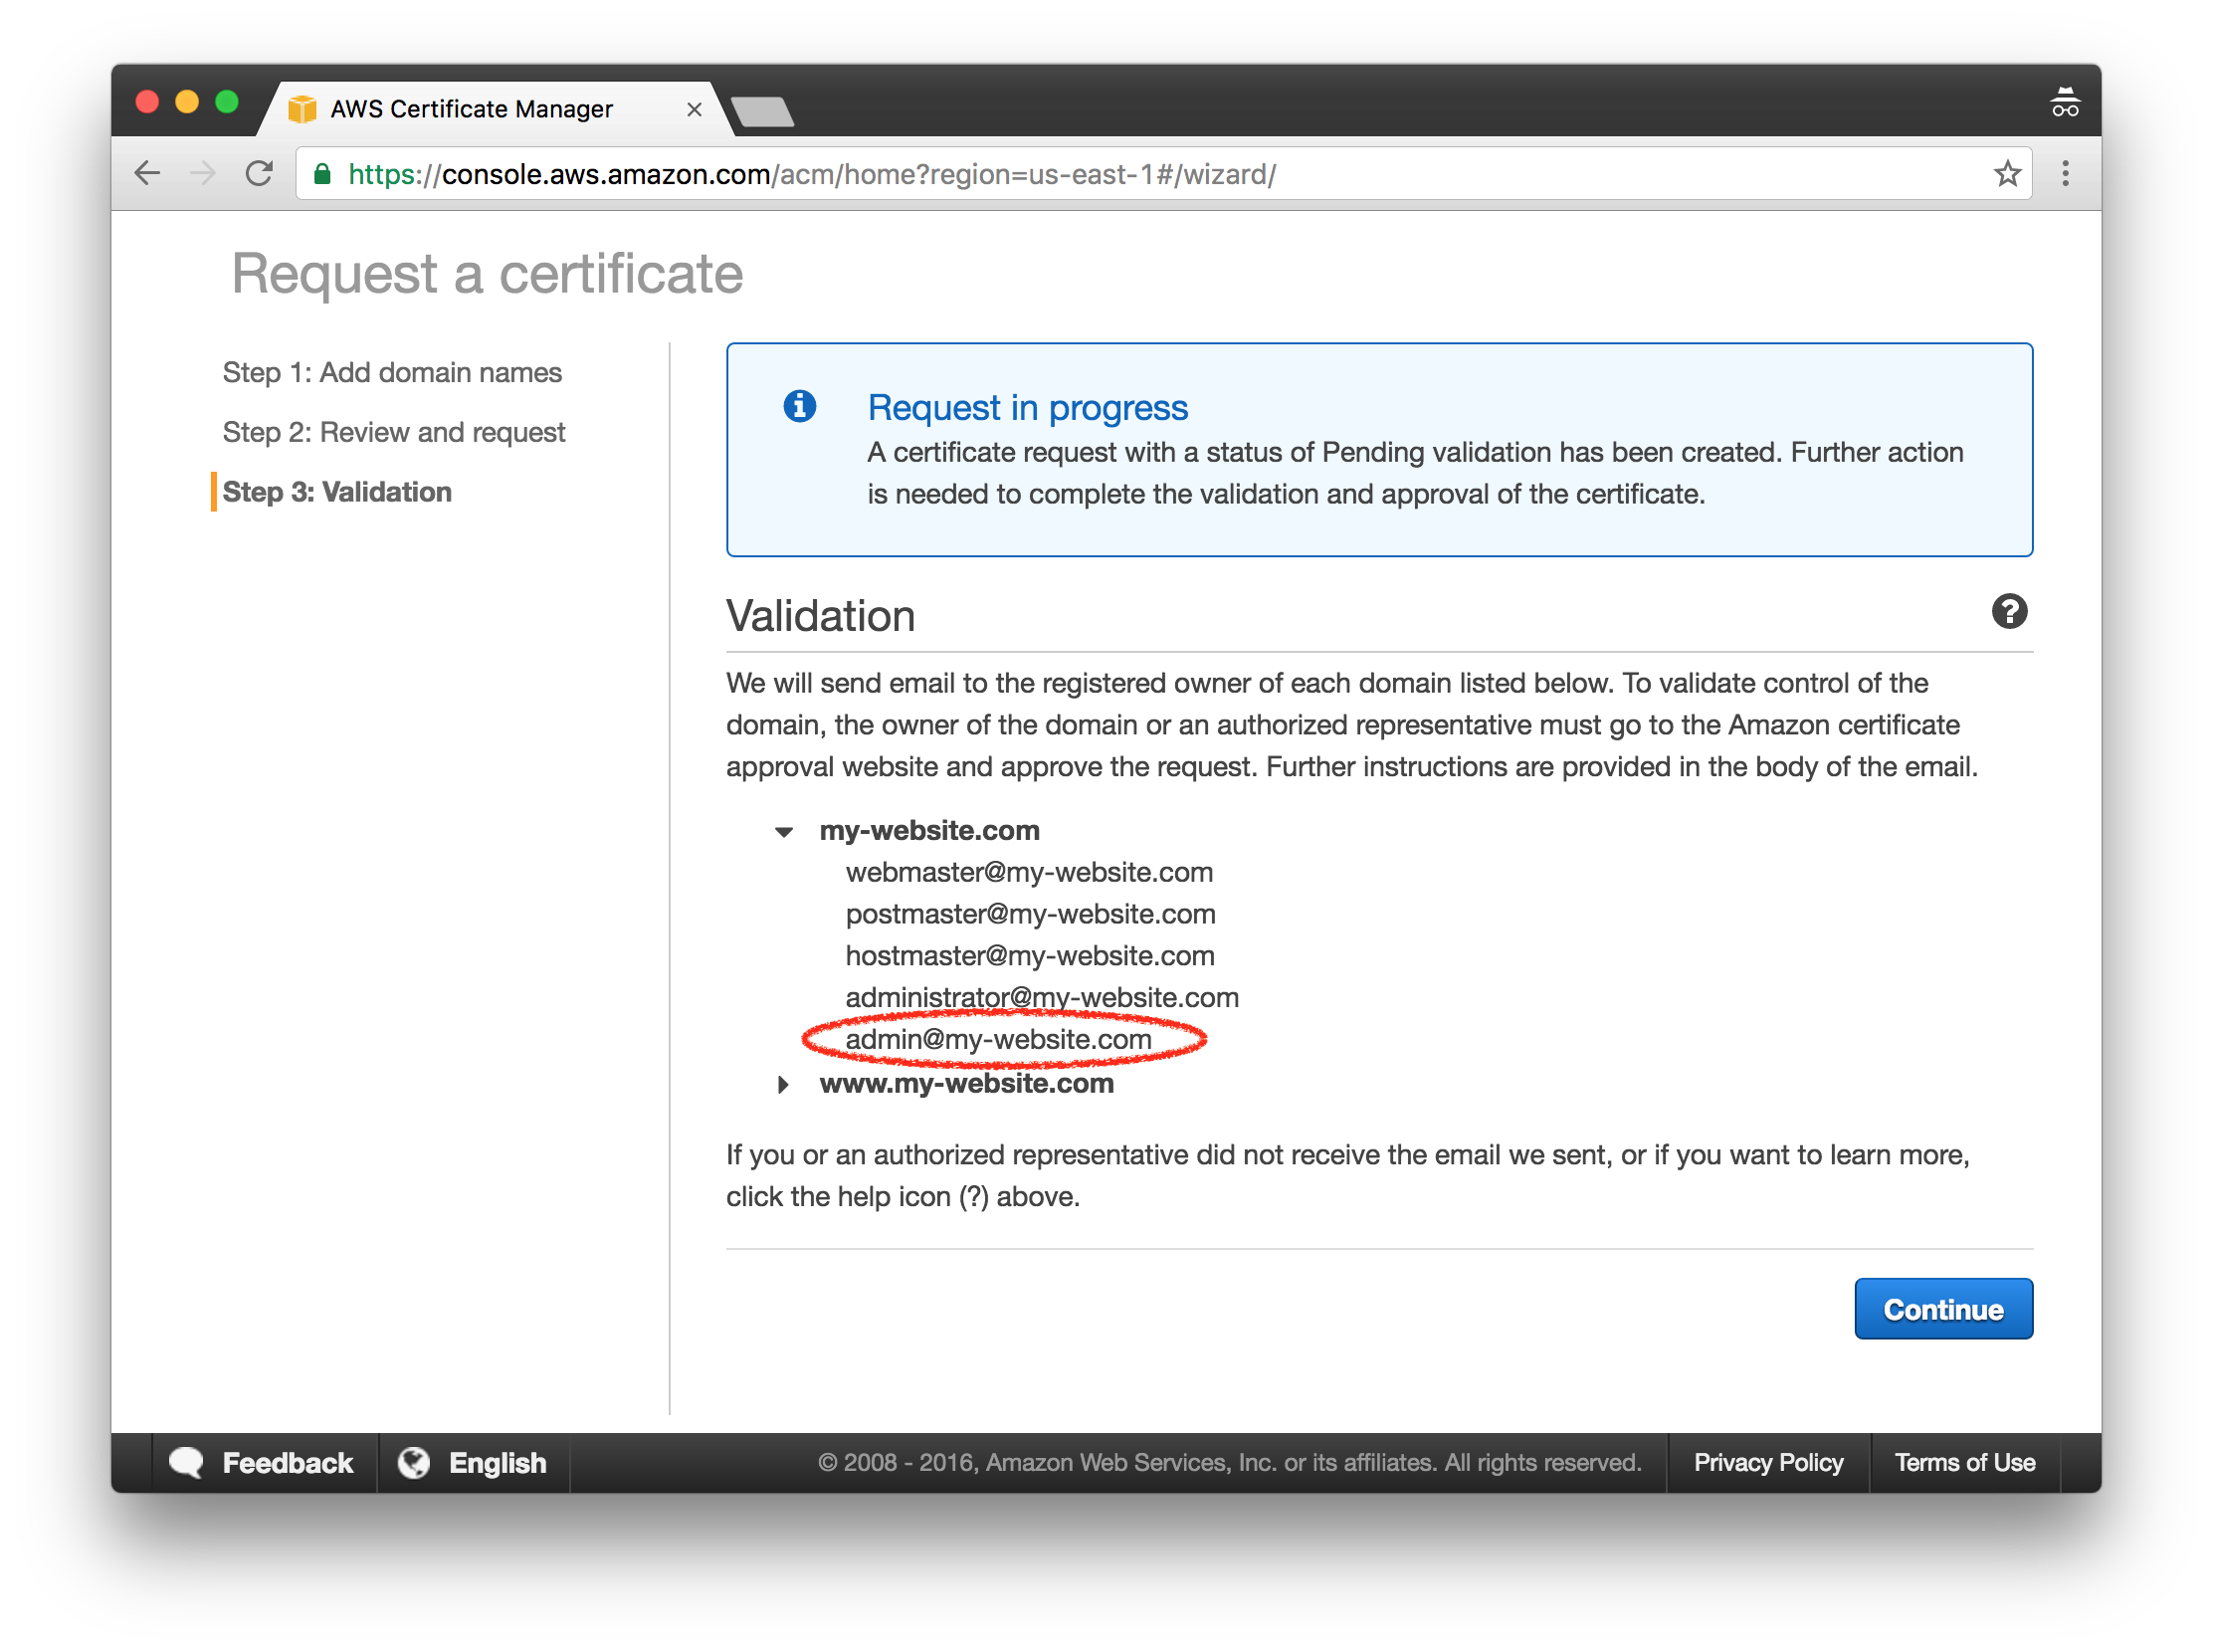 AWS Certificate Manager
https://console.aws.amazon.com/acm/home?region=us-east-1#/wizard/
Request a certificate
Step 1: Add domain names
Step 2: Review and request
Step 3: Validation
Request in progress
A certificate request with a status of Pending validation has been created. Further action
is needed to complete the validation and approval of the certificate.
Validation
We will send email to the registered owner of each domain listed below. To validate control of the
domain, the owner of the domain or an authorized representative must go to the Amazon certificate
approval website and approve the request. Further instructions are provided in the body of the email.
my-website.com
webmaster@my-website.com
postmaster@my-website.com
hostmaster@my-website.com
administrator@my-website.com
admin@my-website.com
www.my-website.com
If you or an authorized representative did not receive the email we sent, or if you want to learn more,
click the help icon (?) above.
Continue
Feedback
English
© 2008 - 2016, Amazon Web Services, Inc. or its affiliates. All rights reserved.
Privacy Policy
Terms of Use